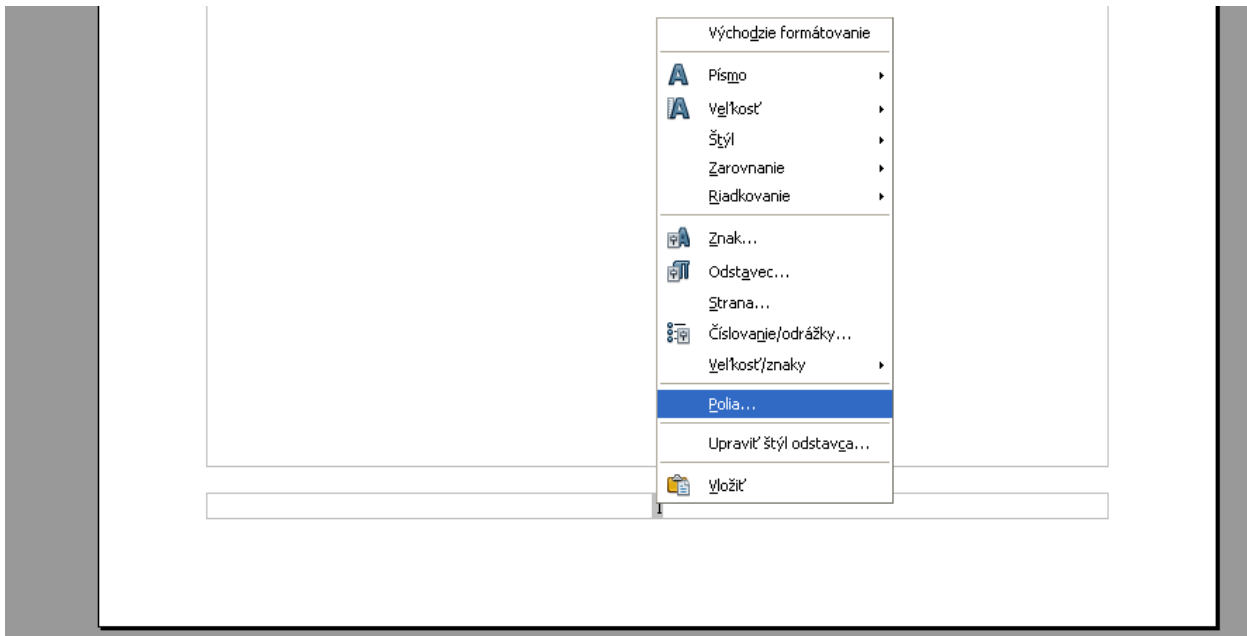 Východzie formátovanie
Písmo
Veľkosť
Štýl
Zarovnanie
Riadkovanie
Znak...
Odstavec...
Strana...
Číslovanie/odrážky...
Veľkosť/znaky
Polia...
Upraviť štýl odstavca...
Vložiť
1